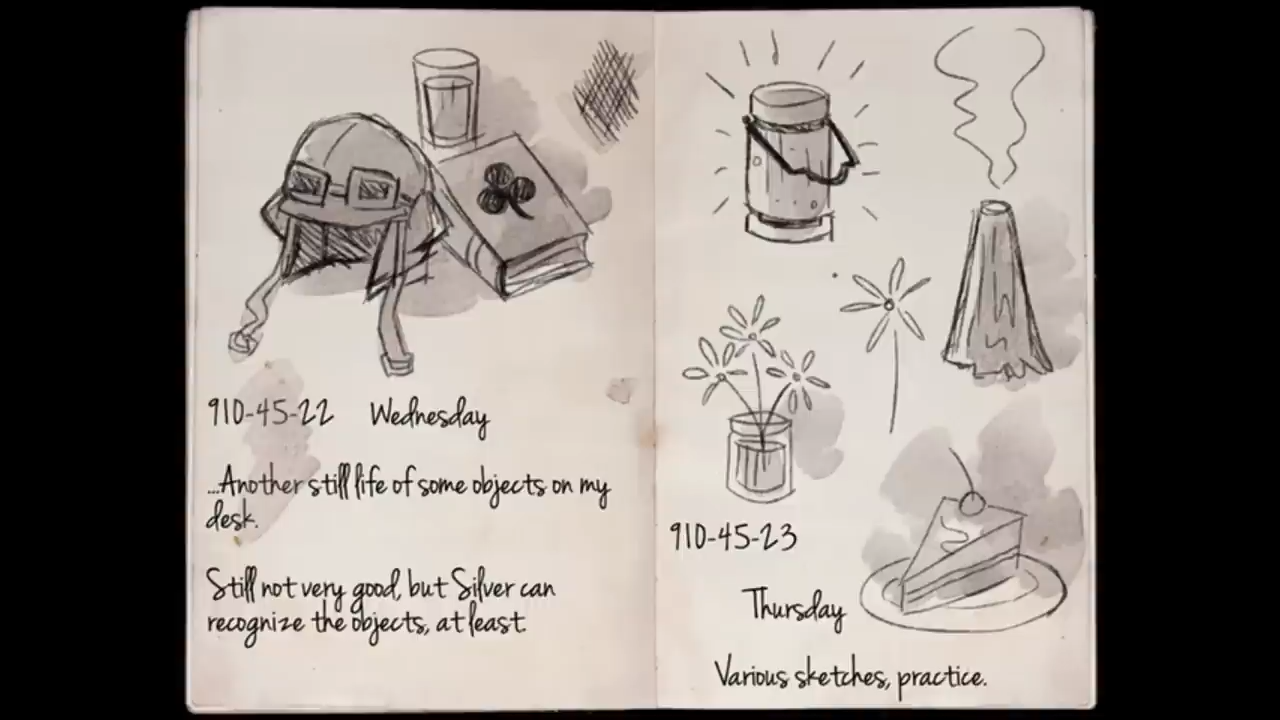 910-45-22 Wednesday
...Another still life of some objects on my
desk.
Still not very good, but Silver can
recognize the objects, at least.
910-45-23
Thursday
Various sketches, practice.